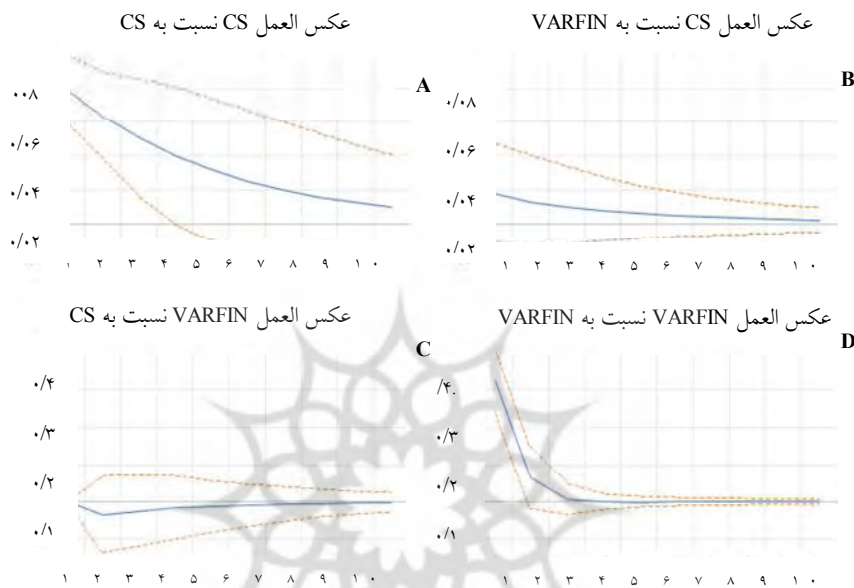 عکس العمل CS نسبت به CS
A
۰۰۸
۰/۰۶
۰/۰۴
۰/۰۲
۱ ۲ ۳ ۴ ۵ ۶ ۷ ۸ ۹ ۱۰
عکس العمل CS نسبت به VARFIN
B
۰/۰۸
۰/۰۶
۰/۰۴
۰/۰۲
۱ ۲ ۳ ۴ ۵ ۶ ۷ ۸ ۹ ۱۰
عکس العمل VARFIN نسبت به CS
C
۰/۴
۰/۳
۰/۲
۰/۱
۱ ۲ ۳ ۴ ۵ ۶ ۷ ۸ ۹ ۱۰
عکس العمل VARFIN نسبت به VARFIN
D
/۴۰
۰/۳
۰/۲
۰/۱
۱ ۲ ۳ ۴ ۵ ۶ ۷ ۸ ۹ ۱۰